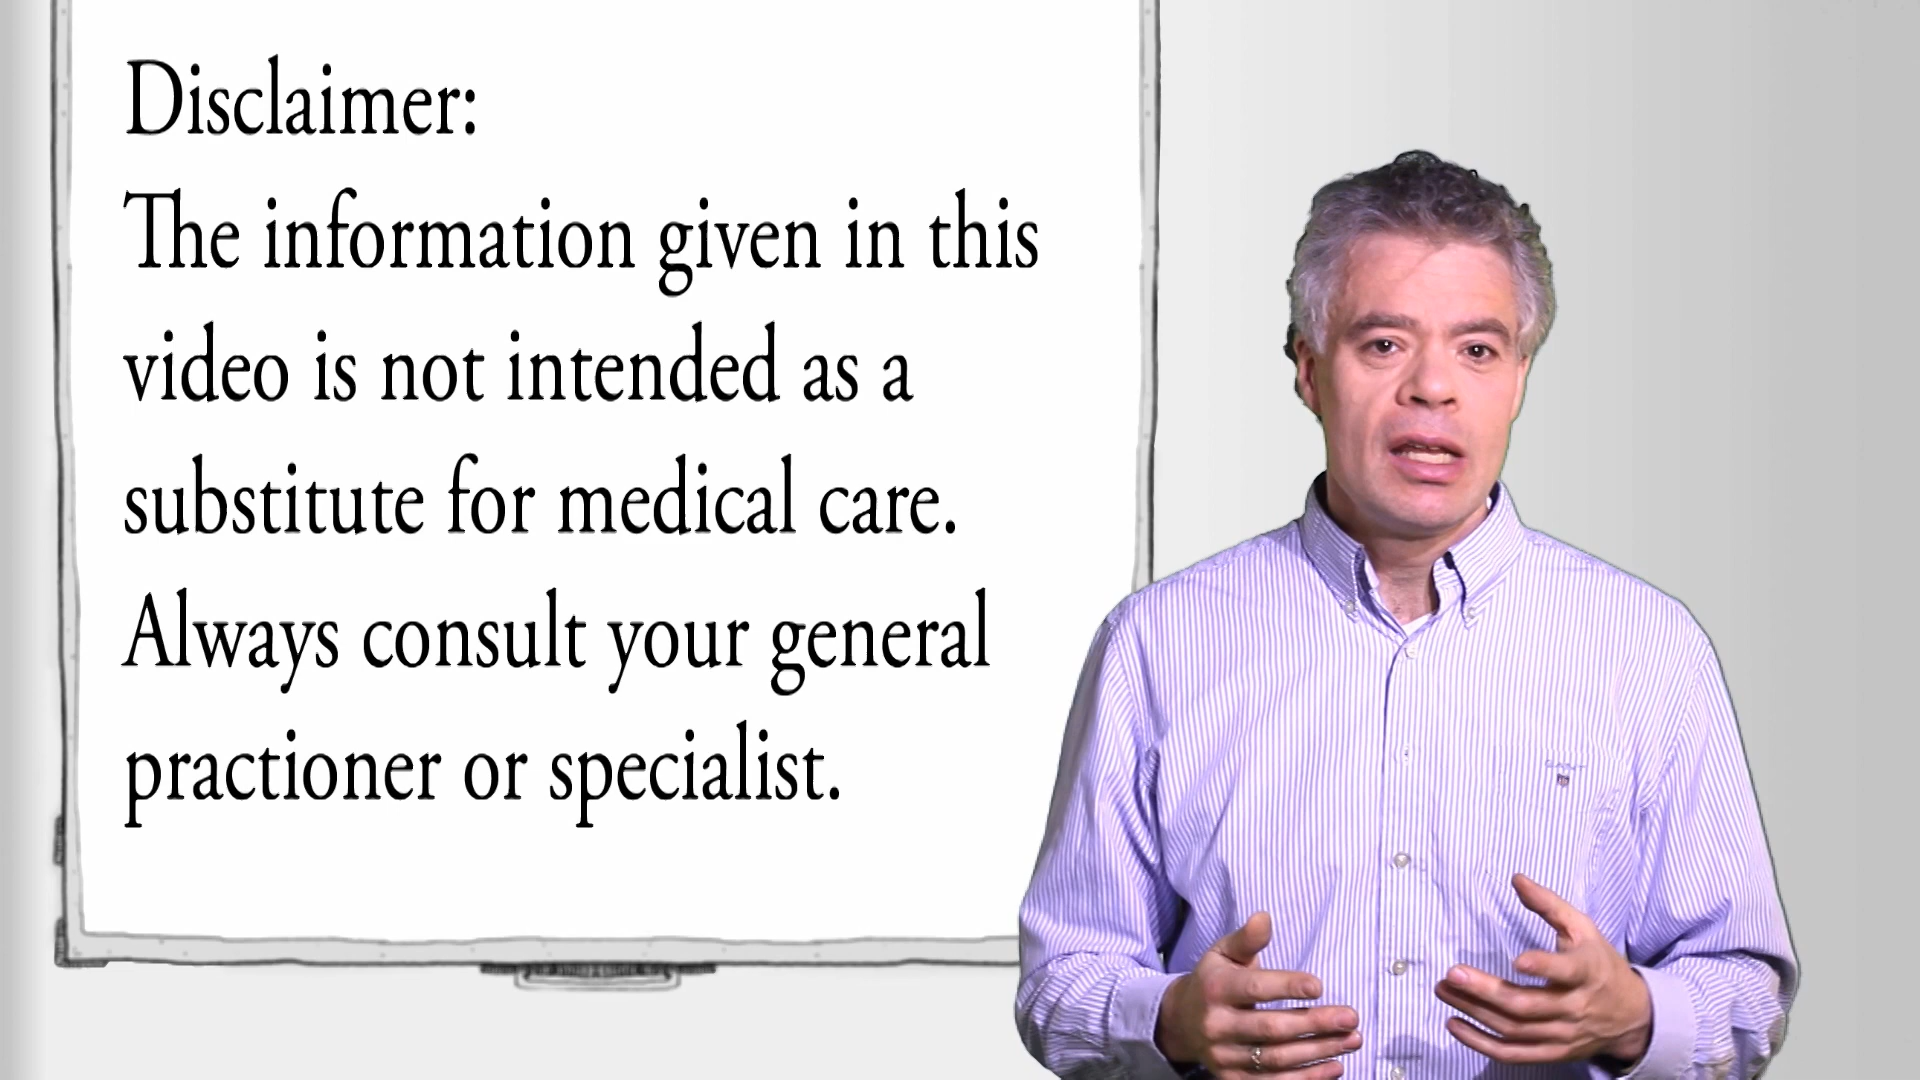 Disclaimer:
The information given in this
video is not intended as a
substitute for medical care.
Always consult your general
practioner or specialist.